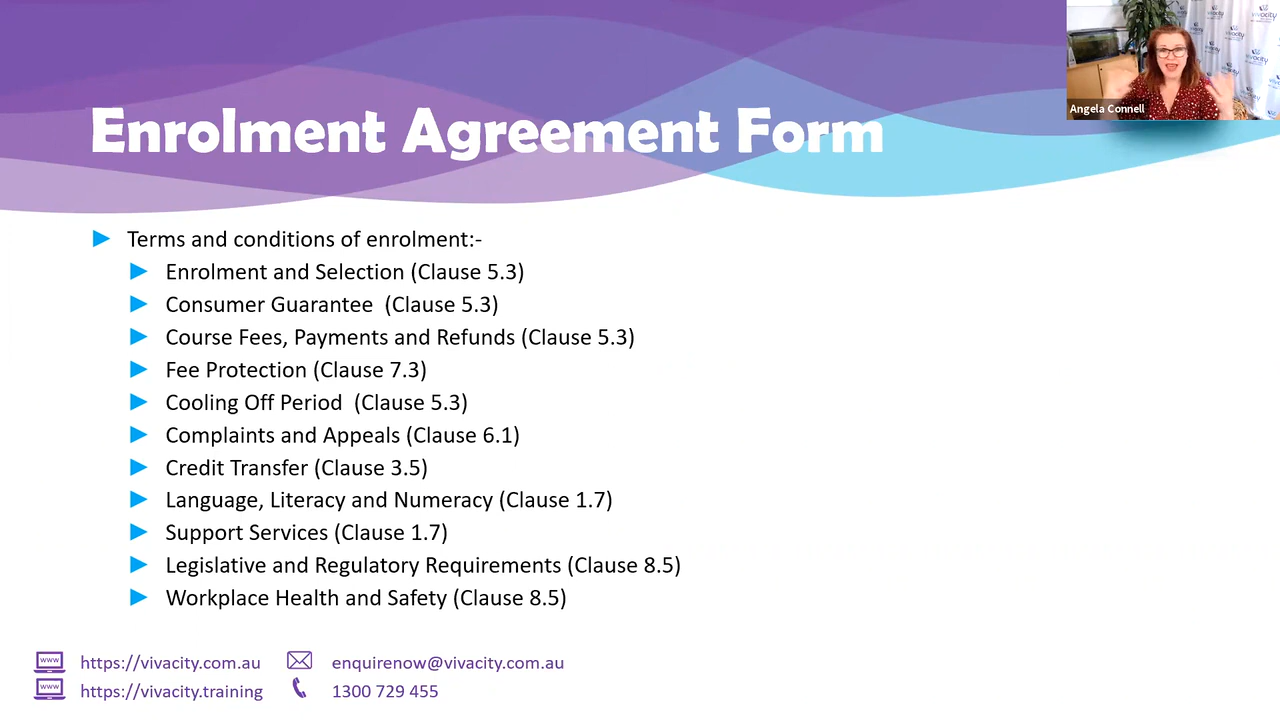 vivacity
Angela Connell
Enrolment Agreement Form
Terms and conditions of enrolment:-
Enrolment and Selection (Clause 5.3)
Consumer Guarantee  (Clause 5.3)
Course Fees, Payments and Refunds (Clause 5.3)
Fee Protection (Clause 7.3)
Cooling Off Period  (Clause 5.3)
Complaints and Appeals (Clause 6.1)
Credit Transfer (Clause 3.5)
Language, Literacy and Numeracy (Clause 1.7)
Support Services (Clause 1.7)
Legislative and Regulatory Requirements (Clause 8.5)
Workplace Health and Safety (Clause 8.5)
www https://vivacity.com.au enquirenow@vivacity.com.au
www https://vivacity.training 1300 729 455